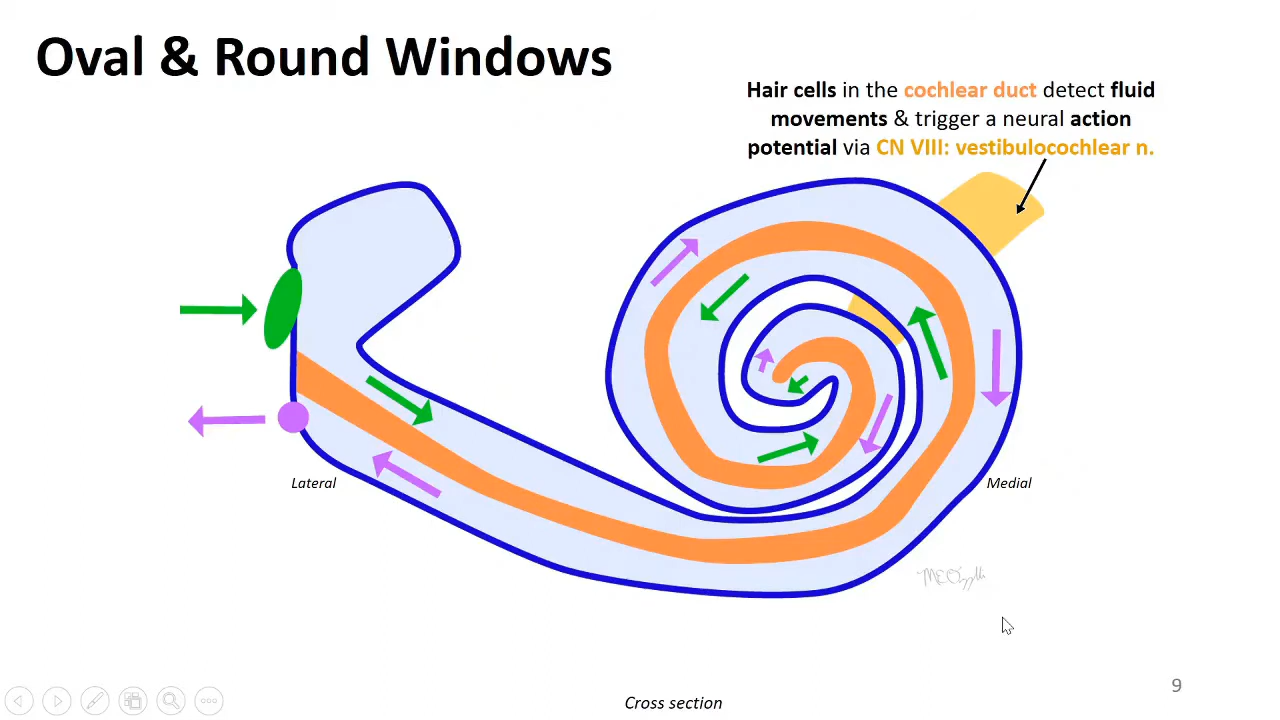 Oval & Round Windows
Hair cells in the cochlear duct detect fluid
movements & trigger a neural action
potential via CN VIII: vestibulocochlear n.
Lateral
Medial
9
Cross section